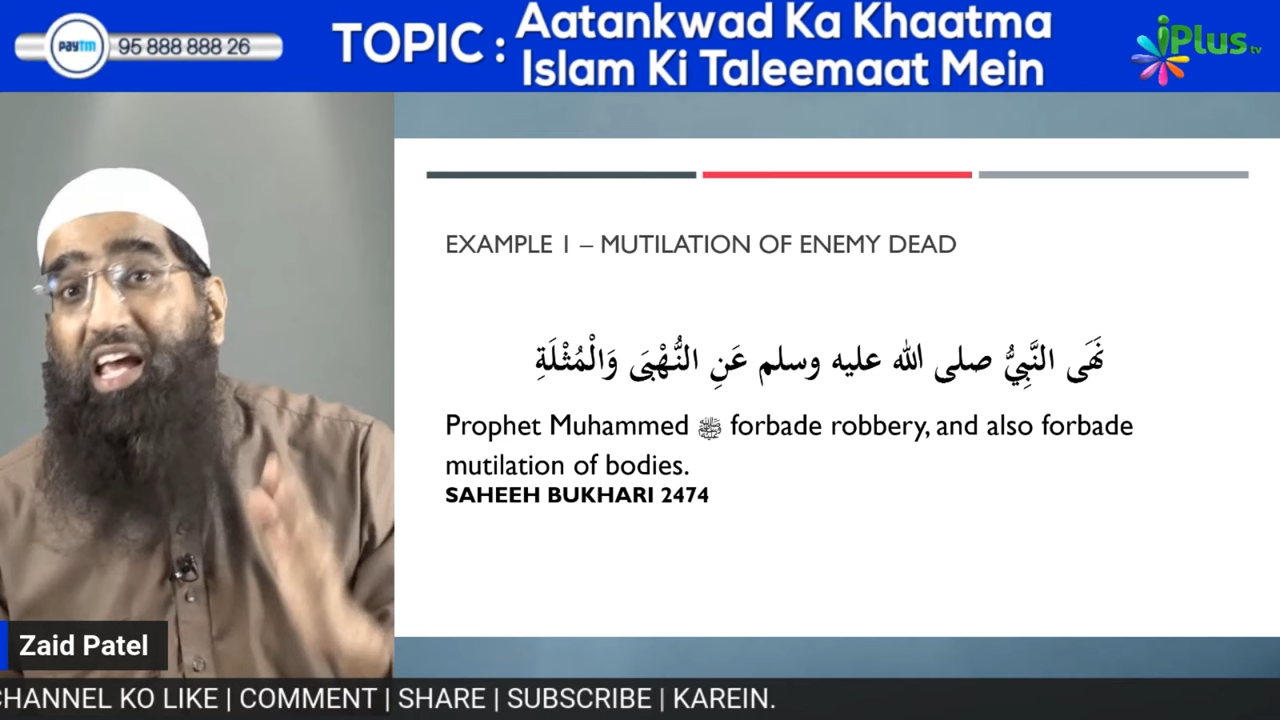 paytm 95 888 888 26
TOPIC :
Aatankwad Ka Khaatma
Islam Ki Taleemaat Mein
iPlus tv
EXAMPLE 1 – MUTILATION OF ENEMY DEAD
نَهَى النَّبِيُّ صلى الله عليه وسلم عَنِ النُّهْبَى وَالْمُثْلَةِ
Prophet Muhammed ﷺ forbade robbery, and also forbade
mutilation of bodies.
SAHEEH BUKHARI 2474
Zaid Patel
CHANNEL KO LIKE | COMMENT | SHARE | SUBSCRIBE | KAREIN.